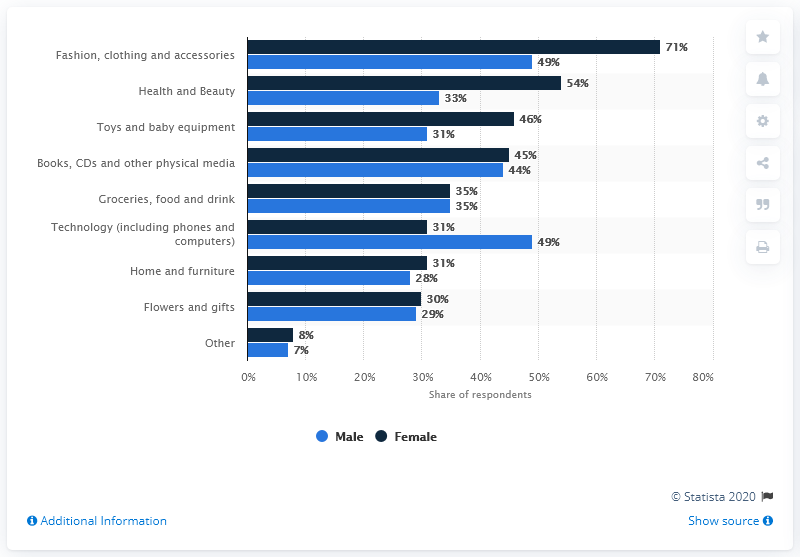 Fashion, clothing and accessories
71%
49%
Health and Beauty
54%
33%
Toys and baby equipment
46%
31%
Books, CDs and other physical media
45%
44%
Groceries, food and drink
35%
35%
Technology (including phones and
computers)
31%
49%
Home and furniture
31%
28%
Flowers and gifts
30%
29%
Other
8%
7%
0% 10% 20% 30% 40% 50% 60% 70% 80%
Share of respondents
Male Female
© Statista 2020
Additional Information
Show source